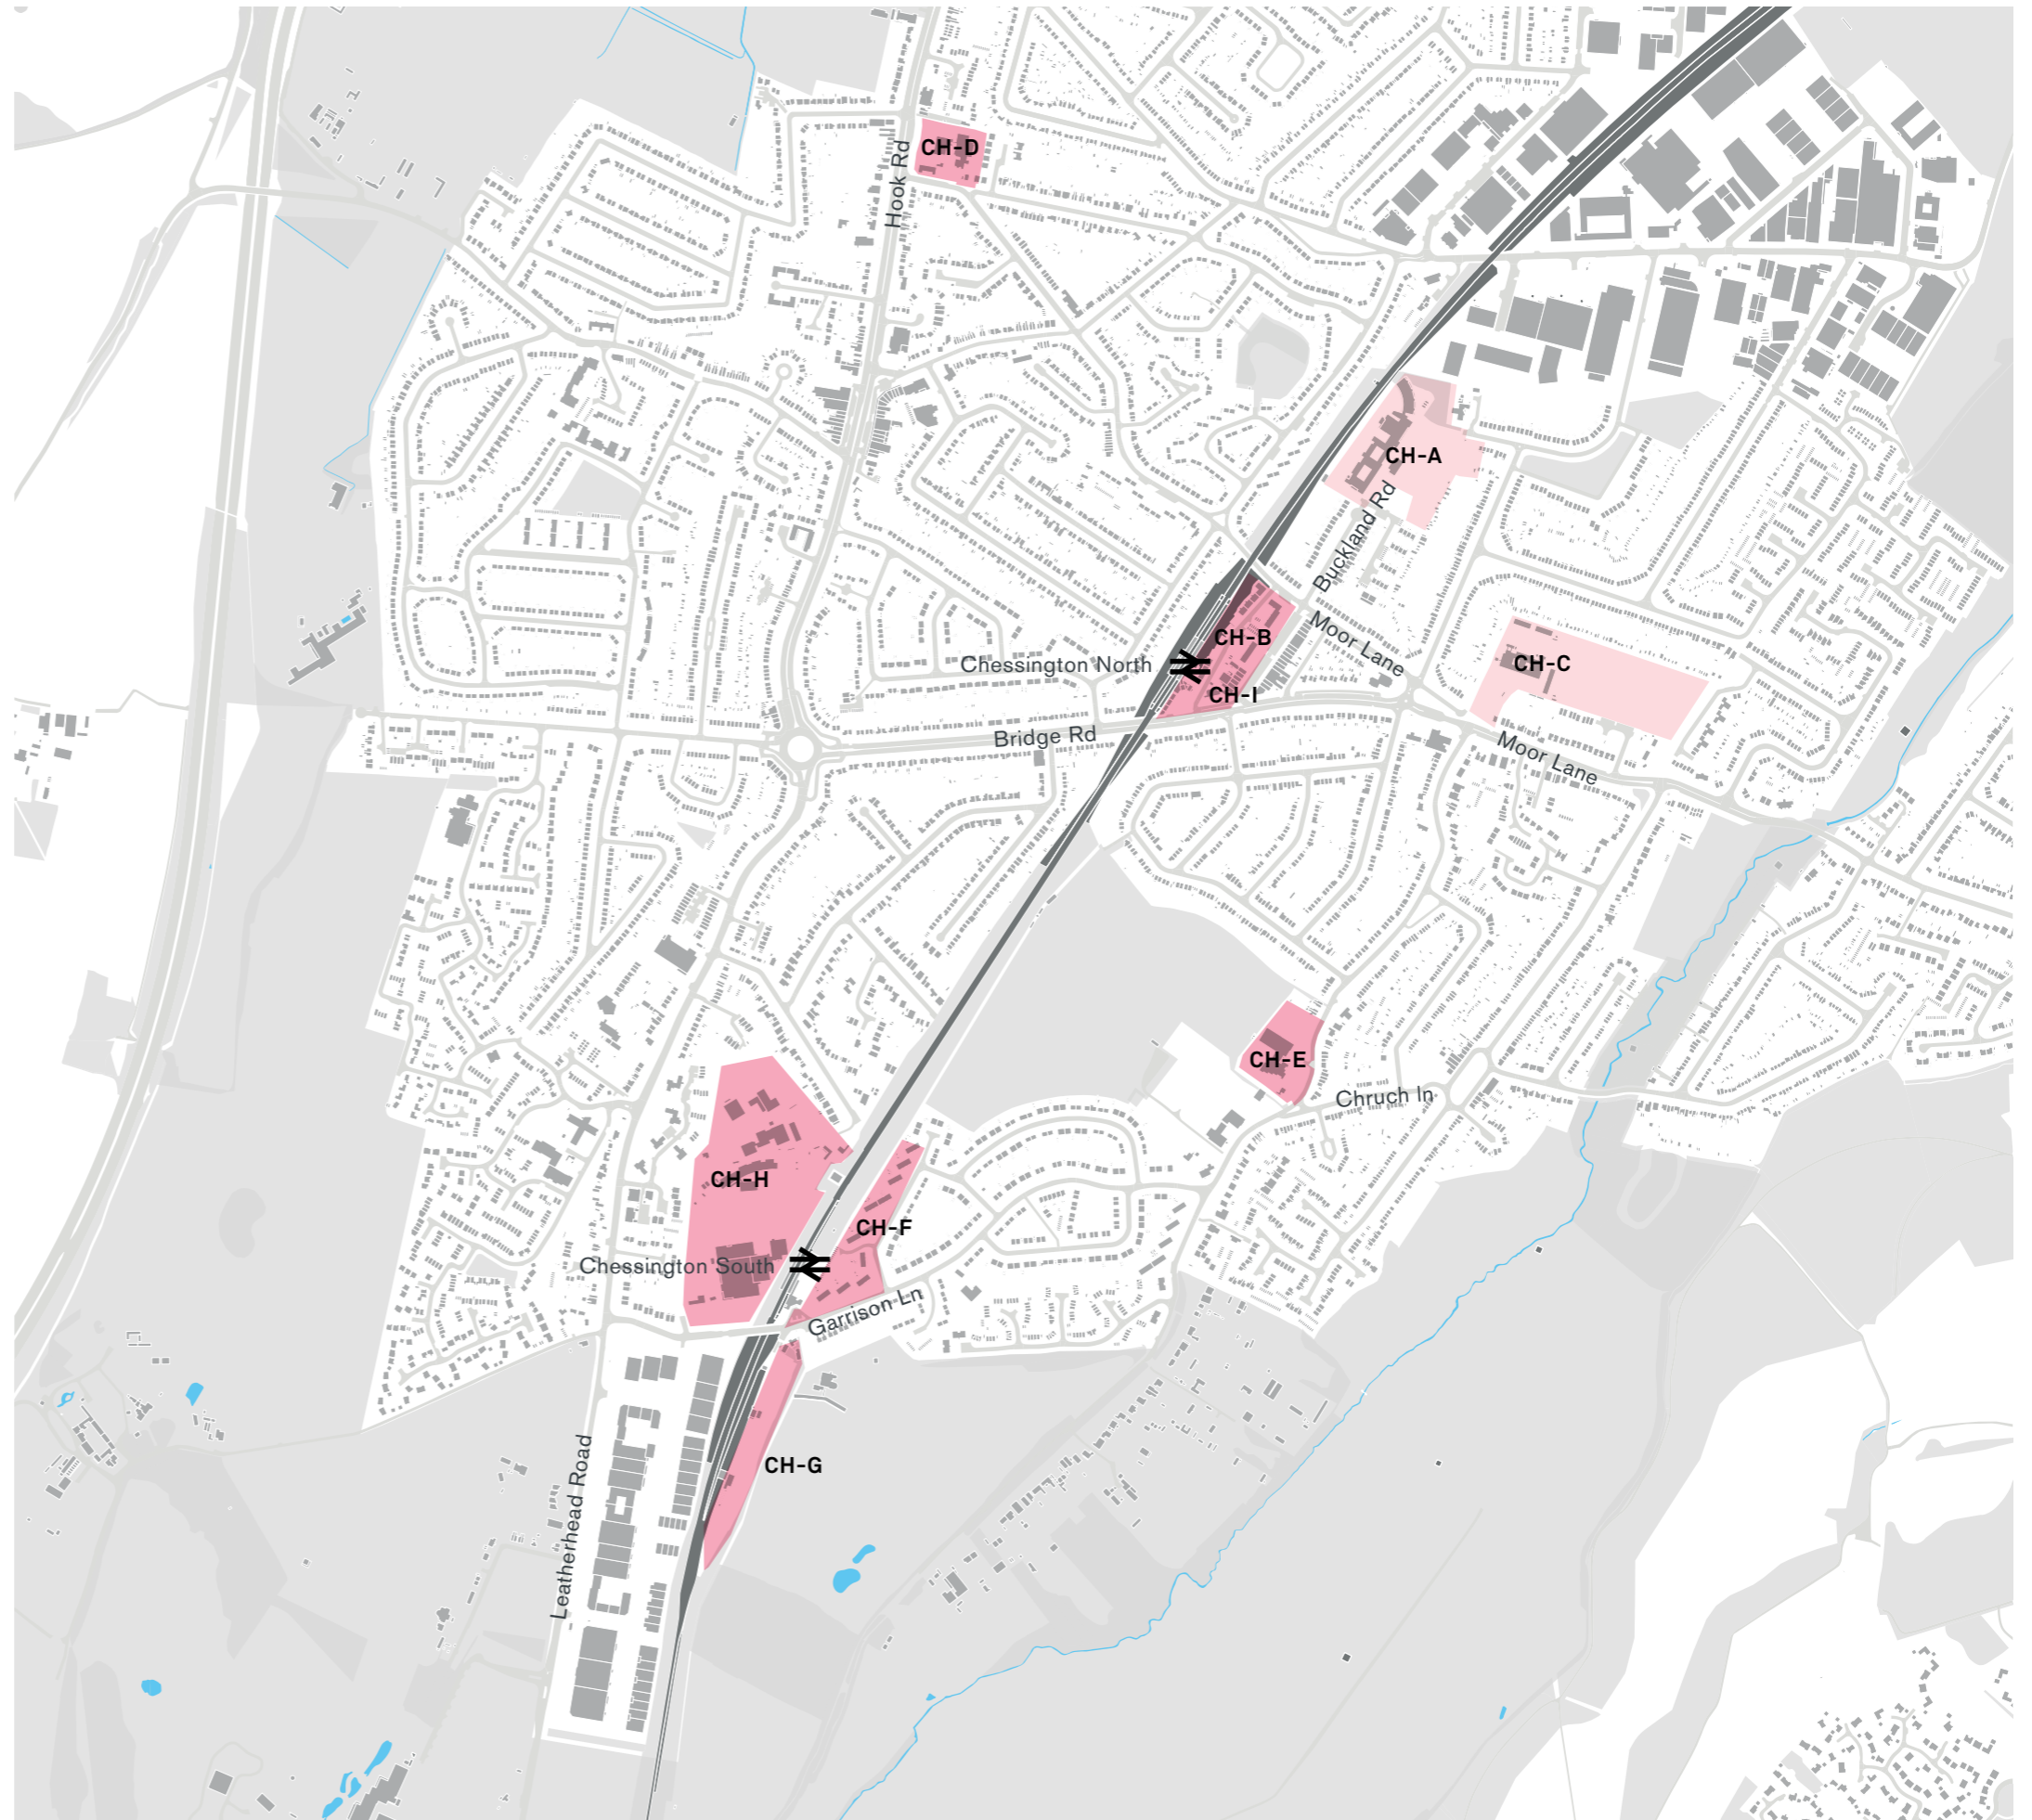 CH-D
Hook Rd
CH-A
Buckland Rd
CH-B
Moor Lane
Chessington North
CH-C
CH-I
Bridge Rd
Moor Lane
CH-E
Chruch ln
CH-H
CH-F
Chessington South
Garrison Ln
CH-G
Leatherhead Road